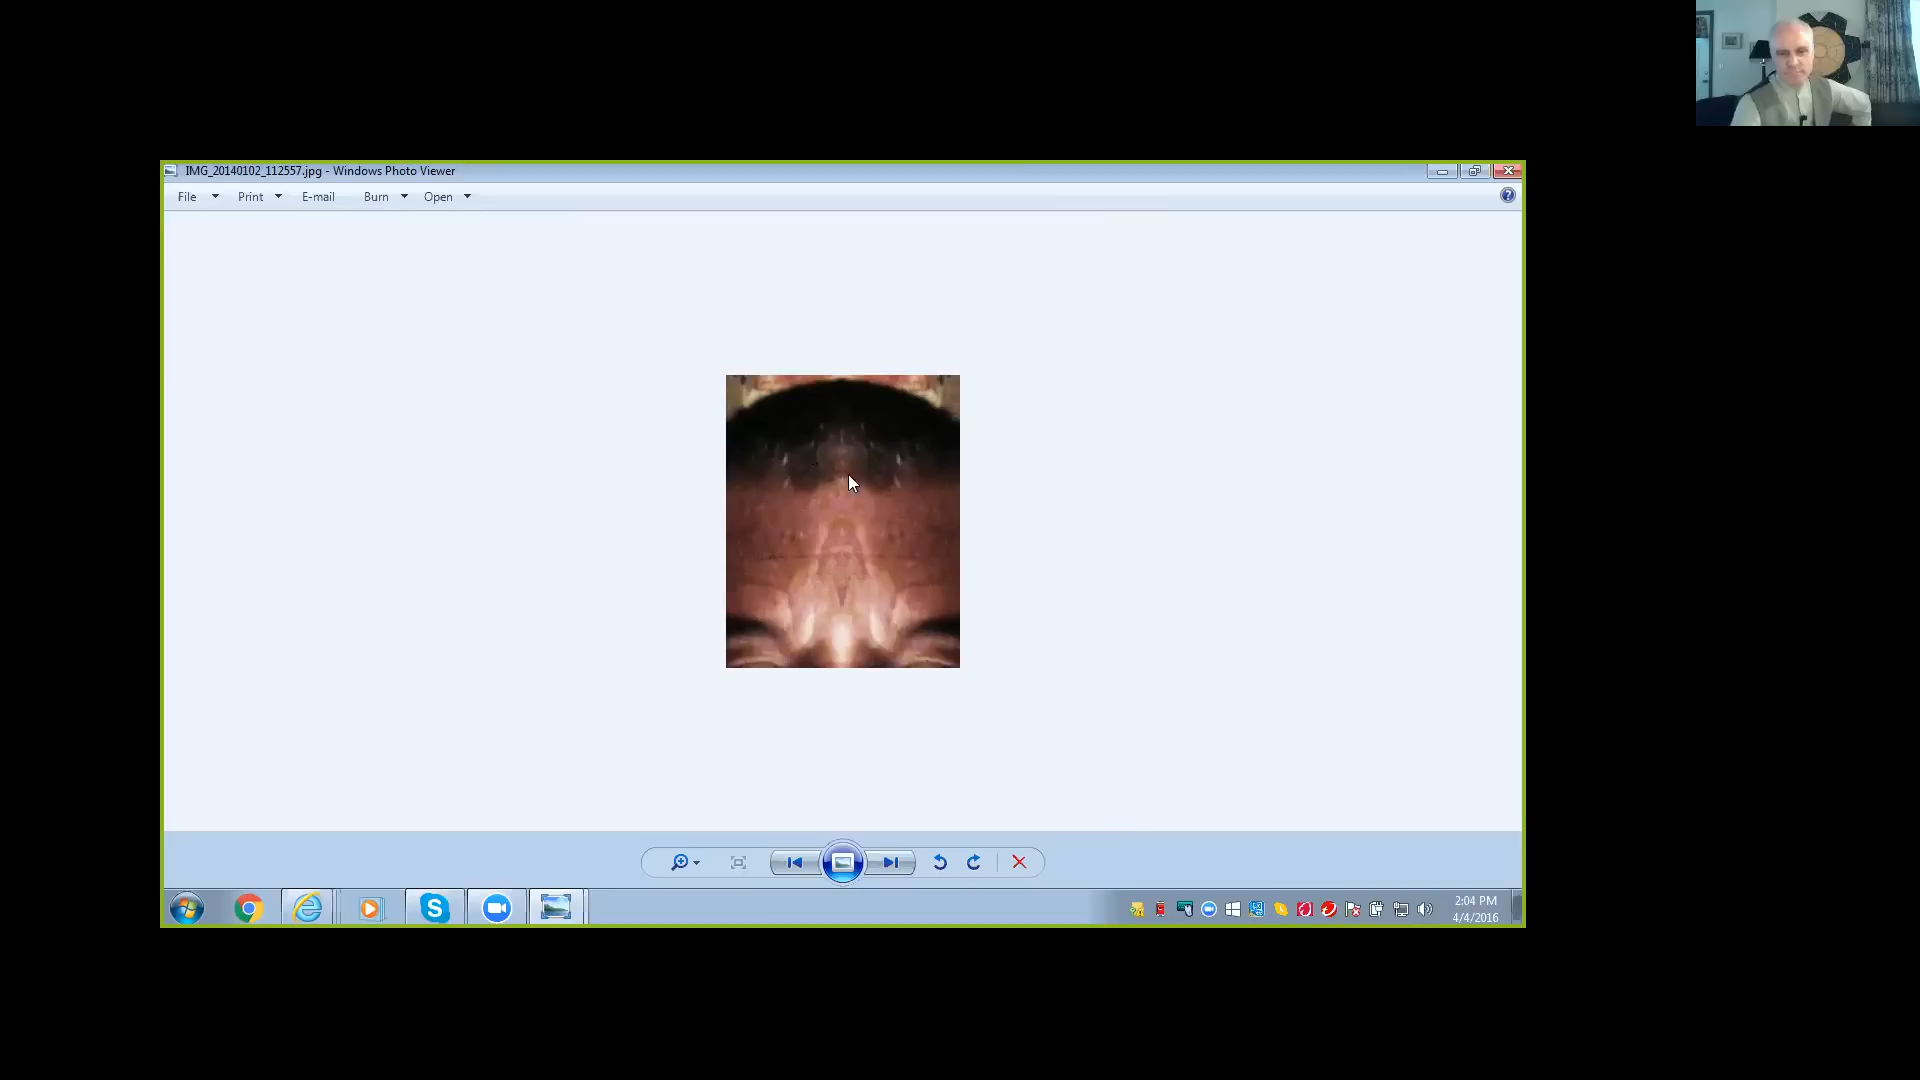 IMG_20140102_112557.jpg - Windows Photo Viewer
File Print E-mail Burn Open
2:04 PM
4/4/2016